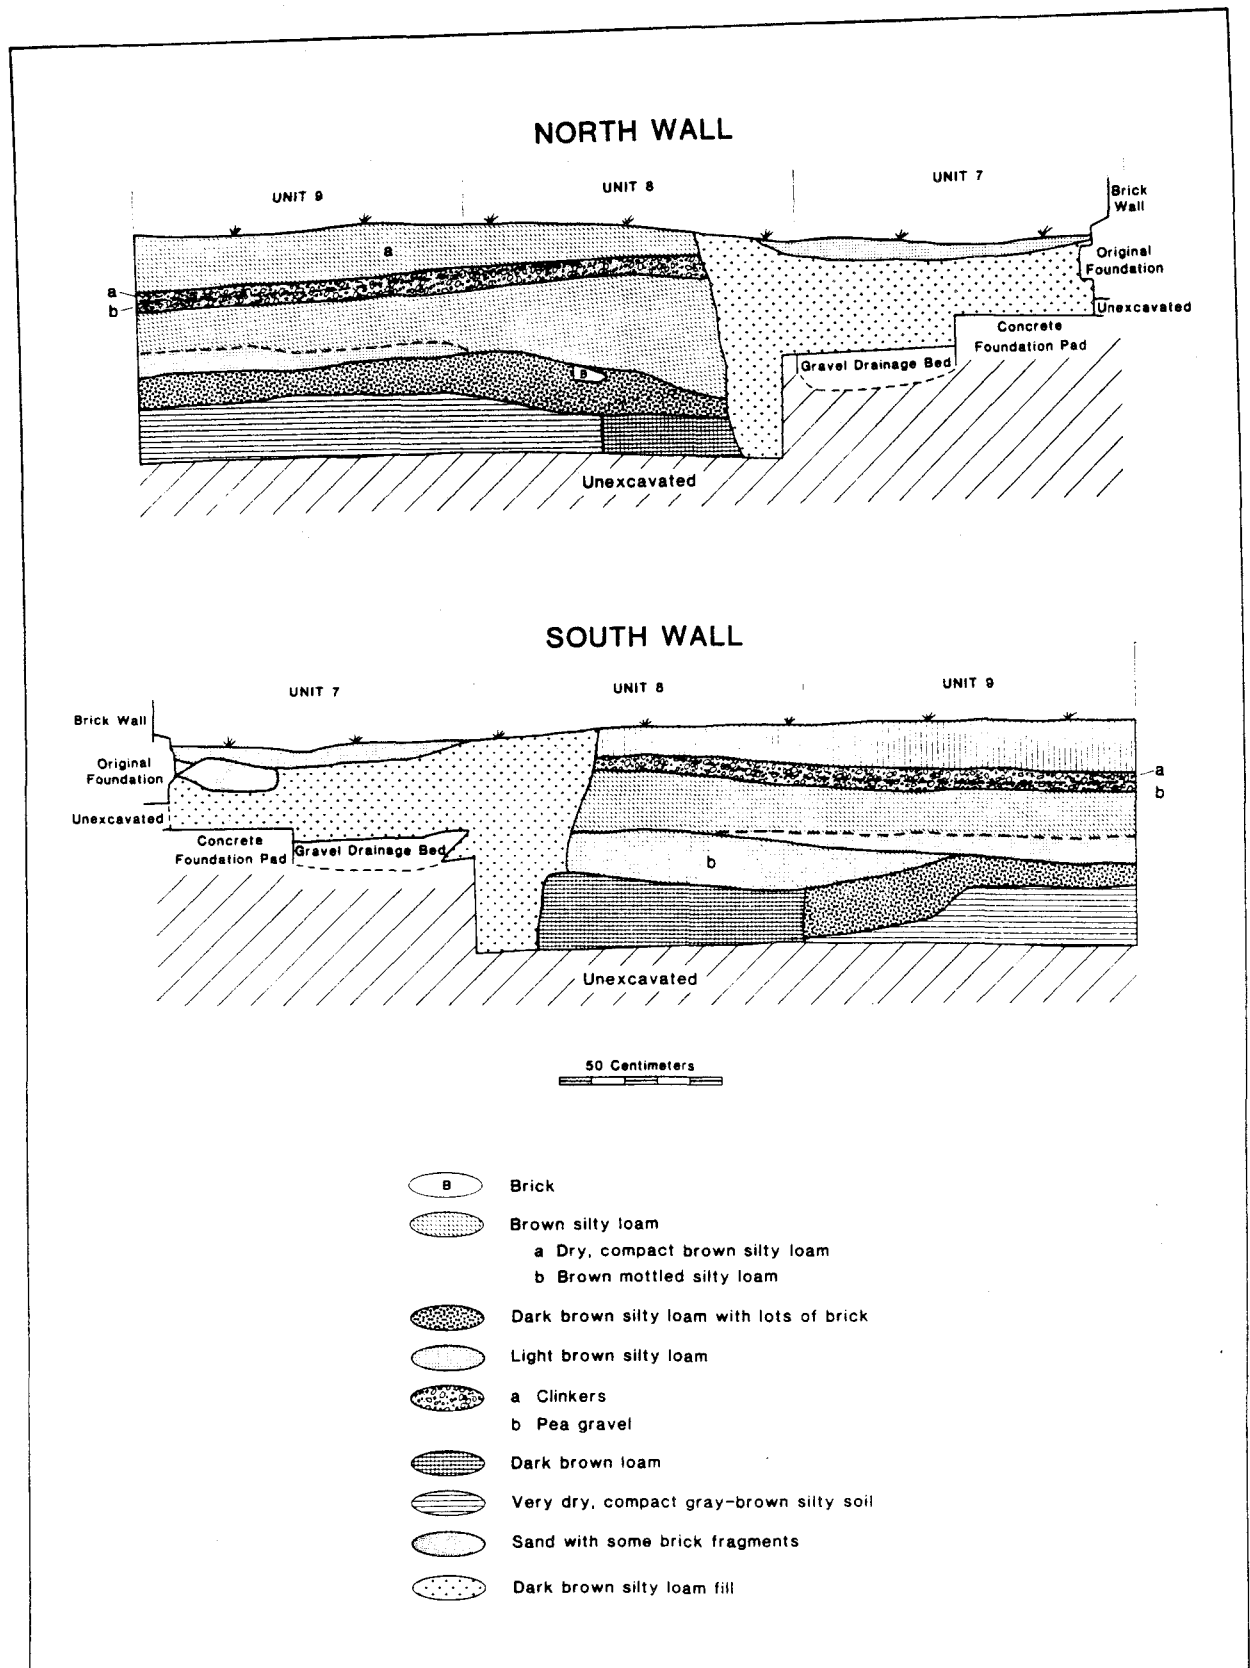 NORTH WALL
UNIT 9
UNIT 8
UNIT 7
Brick
Wall
a
a
b
Original
Foundation
Unexcavated
Concrete
Foundation Pad
Gravel Drainage Bed
B
Unexcavated
SOUTH WALL
UNIT 7
UNIT 8
UNIT 9
Brick Wall
Original
Foundation
Unexcavated
Concrete
Foundation Pad
Gravel Drainage Bed
a
b
b
Unexcavated
50 Centimeters
B Brick
Brown silty loam
a Dry, compact brown silty loam
b Brown mottled silty loam
Dark brown silty loam with lots of brick
Light brown silty loam
a Clinkers
b Pea gravel
Dark brown loam
Very dry, compact gray-brown silty soil
Sand with some brick fragments
Dark brown silty loam fill